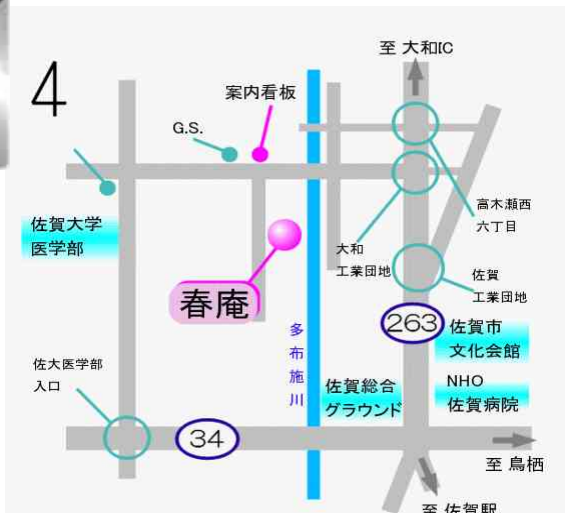 至 大和IC
4
案内看板
G.S.
高木瀬西
六丁目
佐賀大学
医学部
大和
工業団地
佐賀
工業団地
春庵
263
佐賀市
文化会館
多布施川
佐大医学部
入口
佐賀総合
グラウンド
NHO
佐賀病院
34
至 鳥栖
至 佐賀駅